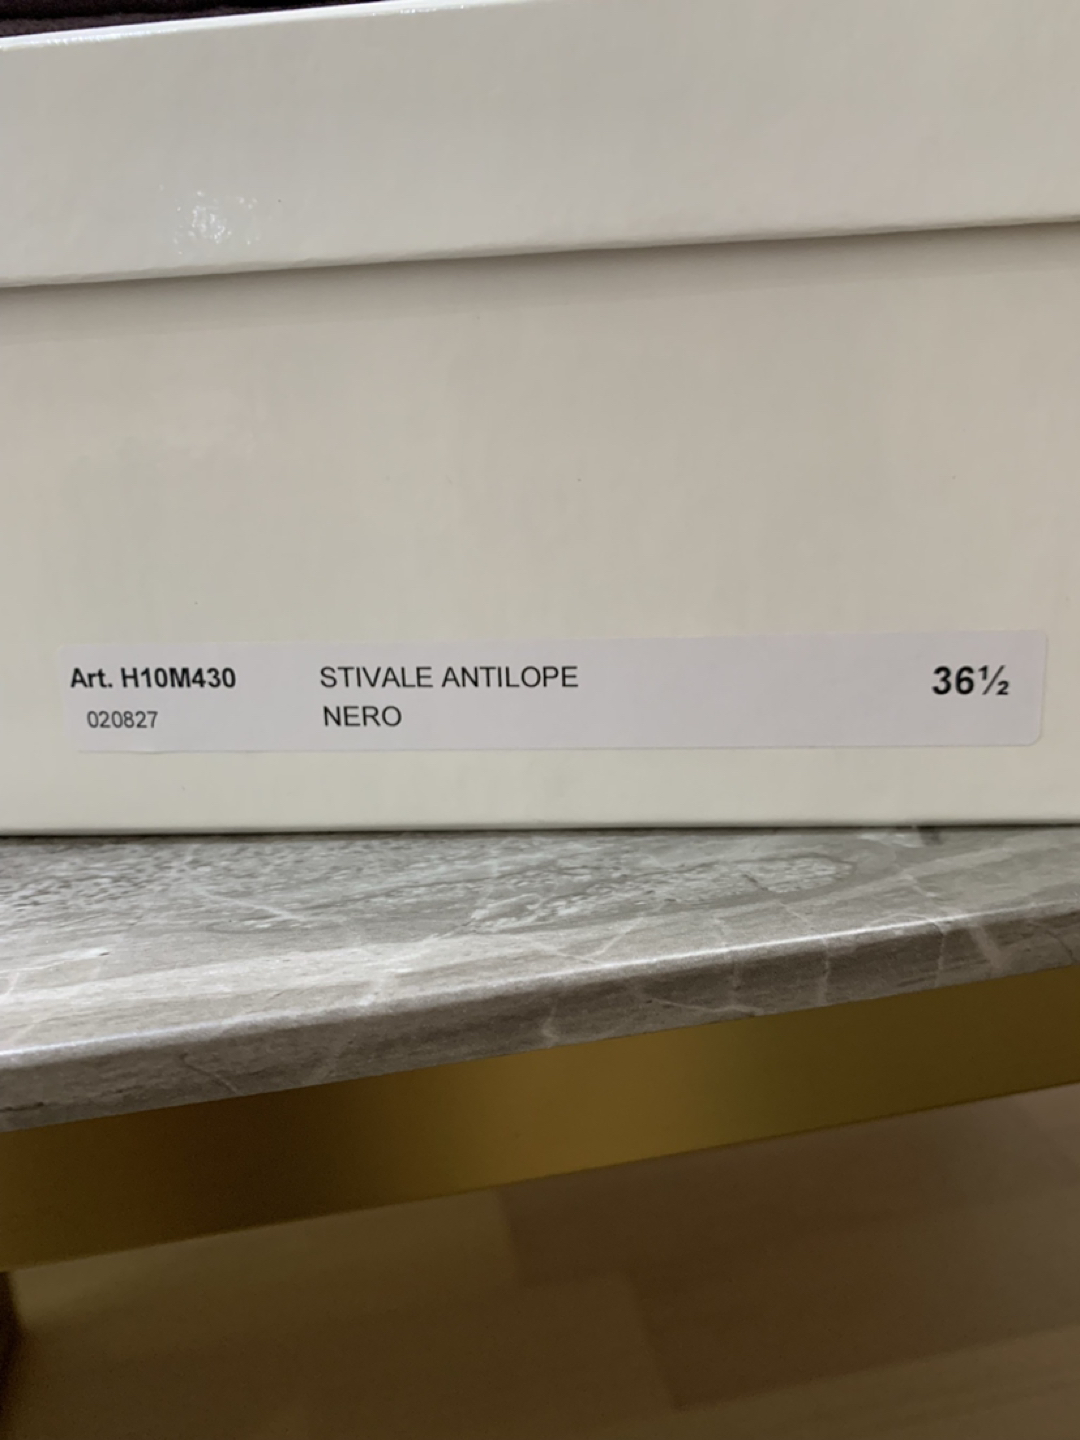 Art. H10M430 STIVALE ANTILOPE 36½
020827 NERO